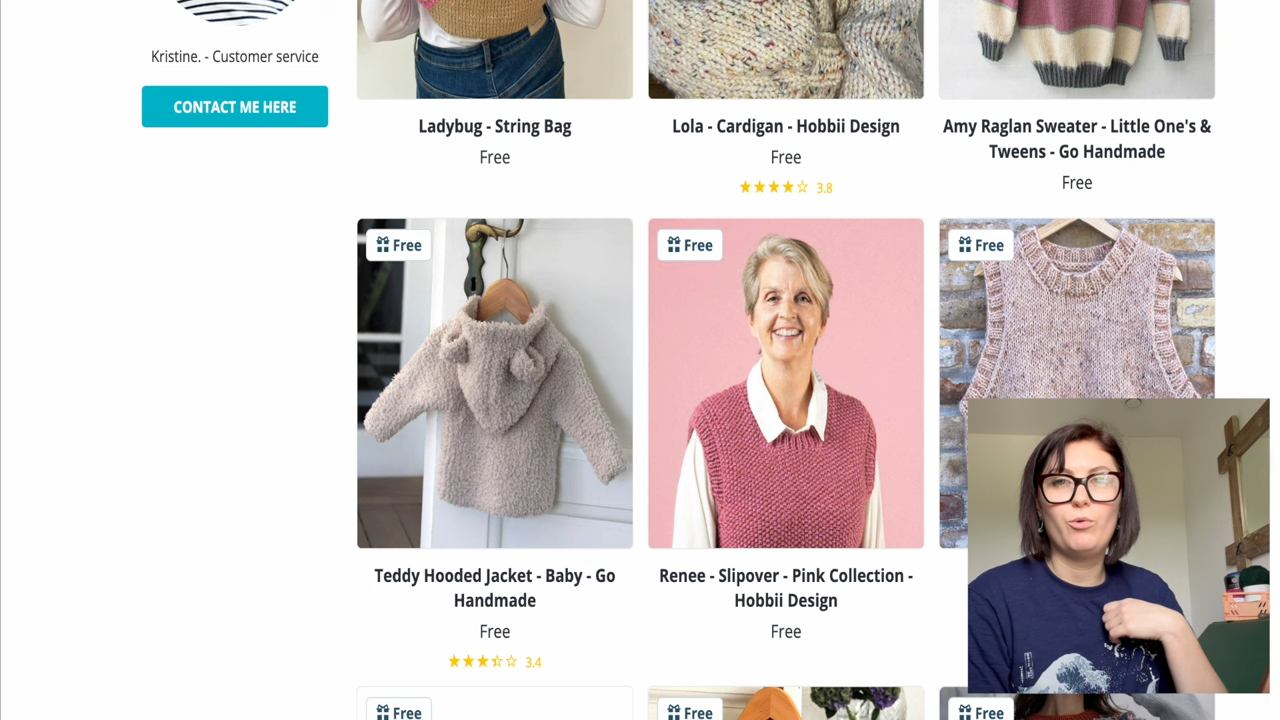 Kristine. - Customer service
CONTACT ME HERE
Ladybug - String Bag
Free
Lola - Cardigan - Hobbii Design
Free
3.8
Amy Raglan Sweater - Little One's &
Tweens - Go Handmade
Free
Free
Free
Free
Teddy Hooded Jacket - Baby - Go
Handmade
Free
3.4
Renee - Slipover - Pink Collection -
Hobbii Design
Free
Free
Free
Free